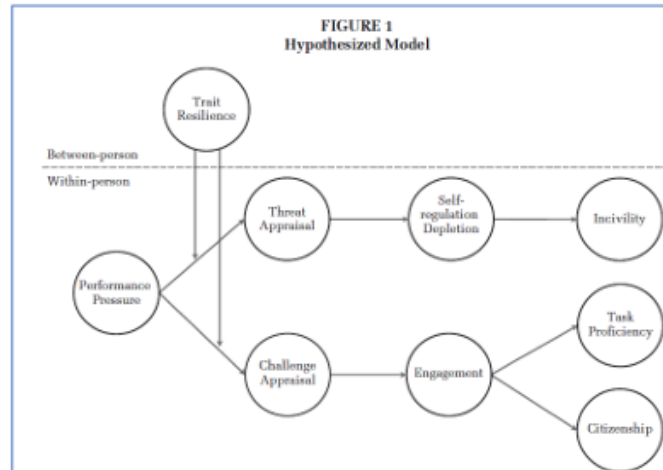 FIGURE 1
Hypothesized Model
Trait
Resilience
Between-person
Within-person
Threat
Appraisal
Self-
regulation
Depletion
Incivility
Performance
Pressure
Task
Proficiency
Challenge
Appraisal
Engagement
Citizenship